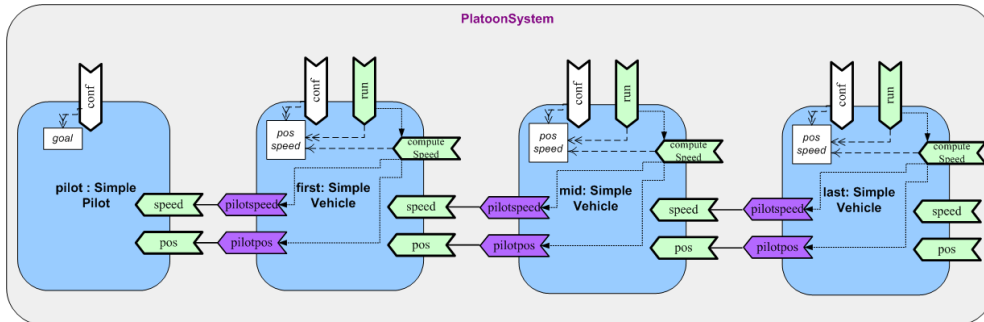 PlatoonSystem
conf
goal
pilot : Simple
Pilot
speed
pos
conf
run
pos
speed
compute
Speed
pilotspeed
first: Simple
Vehicle
pilotpos
speed
pos
conf
run
pos
speed
compute
Speed
pilotspeed
mid: Simple
Vehicle
pilotpos
speed
pos
conf
run
pos
speed
compute
Speed
pilotspeed
last: Simple
Vehicle
pilotpos
speed
pos